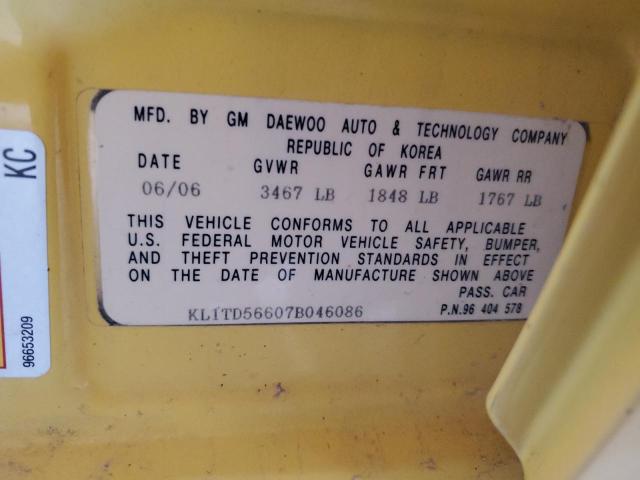 MFD. BY GM DAEWOO AUTO & TECHNOLOGY COMPANY
REPUBLIC OF KOREA
DATE GVWR GAWR FRT GAWR RR
06/06 3467 LB 1848 LB 1767 LB
THIS VEHICLE CONFORMS TO ALL APPLICABLE
U.S. FEDERAL MOTOR VEHICLE SAFETY, BUMPER,
AND THEFT PREVENTION STANDARDS IN EFFECT
ON THE DATE OF MANUFACTURE SHOWN ABOVE
PASS. CAR
KL1TD56607B046086 P.N.96 404 578
KC
96653209